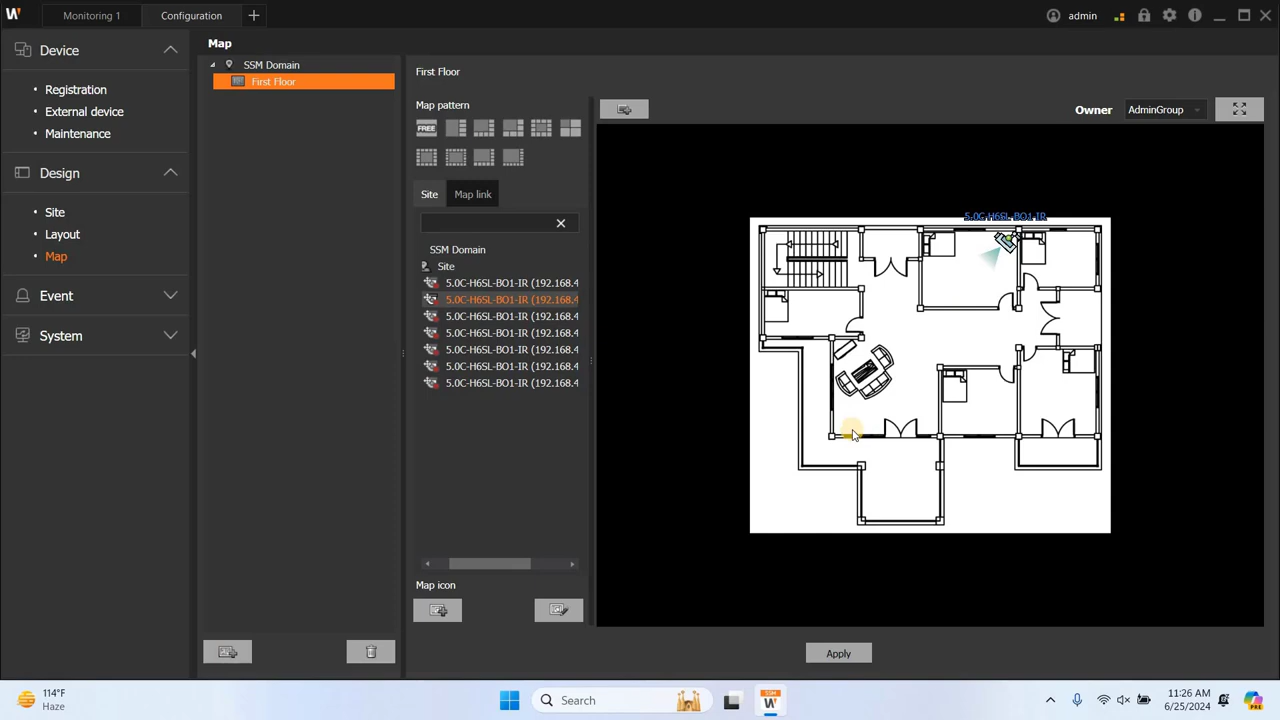 W Monitoring 1 Configuration + admin
Device
Registration
External device
Maintenance
Design
Site
Layout
Map
Event
System
Map
SSM Domain
First Floor
First Floor
Map pattern
FREE
Site Map link
SSM Domain
Site
5.0C-H6SL-BO1-IR (192.168.4
5.0C-H6SL-BO1-IR (192.168.4
5.0C-H6SL-BO1-IR (192.168.4
5.0C-H6SL-BO1-IR (192.168.4
5.0C-H6SL-BO1-IR (192.168.4
5.0C-H6SL-BO1-IR (192.168.4
5.0C-H6SL-BO1-IR (192.168.4
Map icon
Owner AdminGroup
5.0C-H6SL-BO1-IR
Apply
114°F
Haze
Search
SSM
W
11:26 AM
6/25/2024
PRE